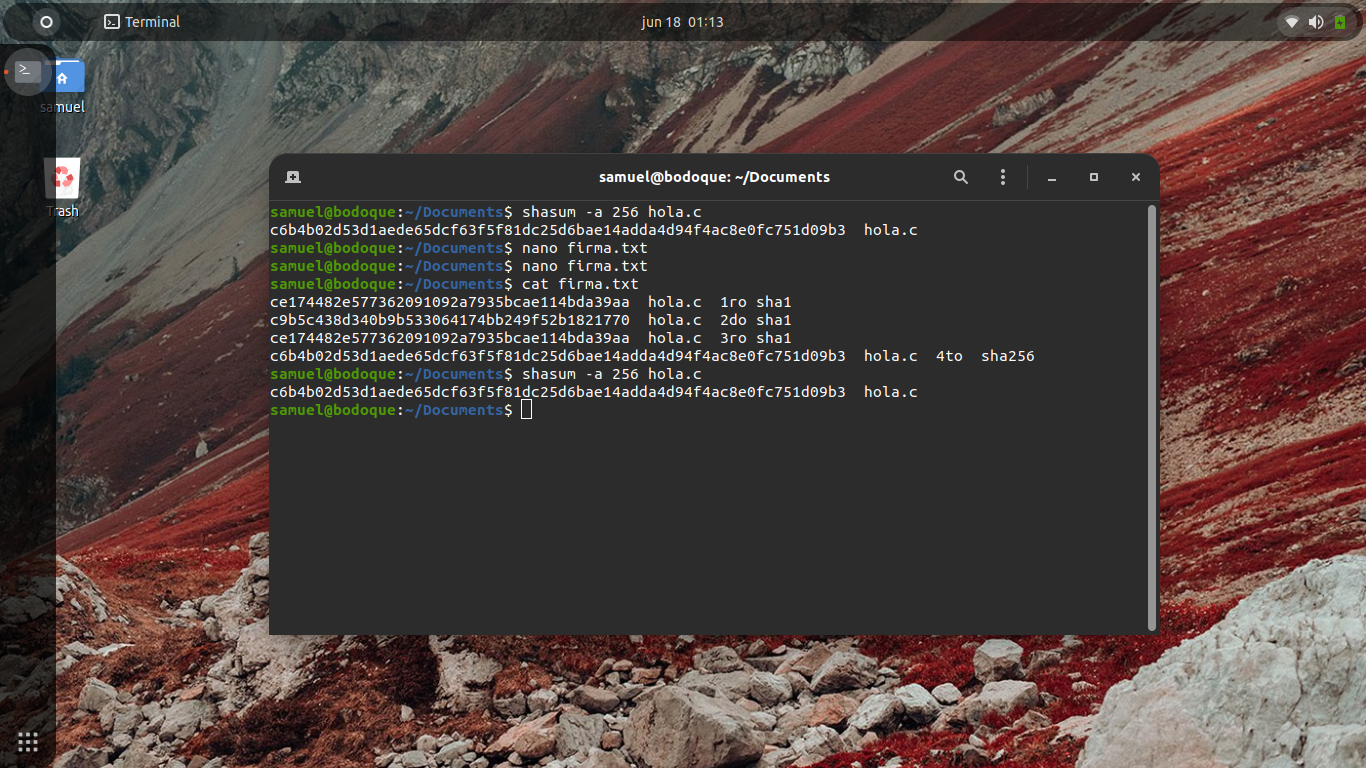 Terminal
jun 18 01:13
samuel
Trash
samuel@bodoque: ~/Documents
samuel@bodoque:~/Documents$ shasum -a 256 hola.c
c6b4b02d53d1aede65dcf63f5f81dc25d6bae14adda4d94f4ac8e0fc751d09b3  hola.c
samuel@bodoque:~/Documents$ nano firma.txt
samuel@bodoque:~/Documents$ nano firma.txt
samuel@bodoque:~/Documents$ cat firma.txt
ce174482e577362091092a7935bcae114bda39aa  hola.c  1ro sha1
c9b5c438d340b9b533064174bb249f52b1821770  hola.c  2do sha1
ce174482e577362091092a7935bcae114bda39aa  hola.c  3ro sha1
c6b4b02d53d1aede65dcf63f5f81dc25d6bae14adda4d94f4ac8e0fc751d09b3  hola.c  4to  sha256
samuel@bodoque:~/Documents$ shasum -a 256 hola.c
c6b4b02d53d1aede65dcf63f5f81dc25d6bae14adda4d94f4ac8e0fc751d09b3  hola.c
samuel@bodoque:~/Documents$